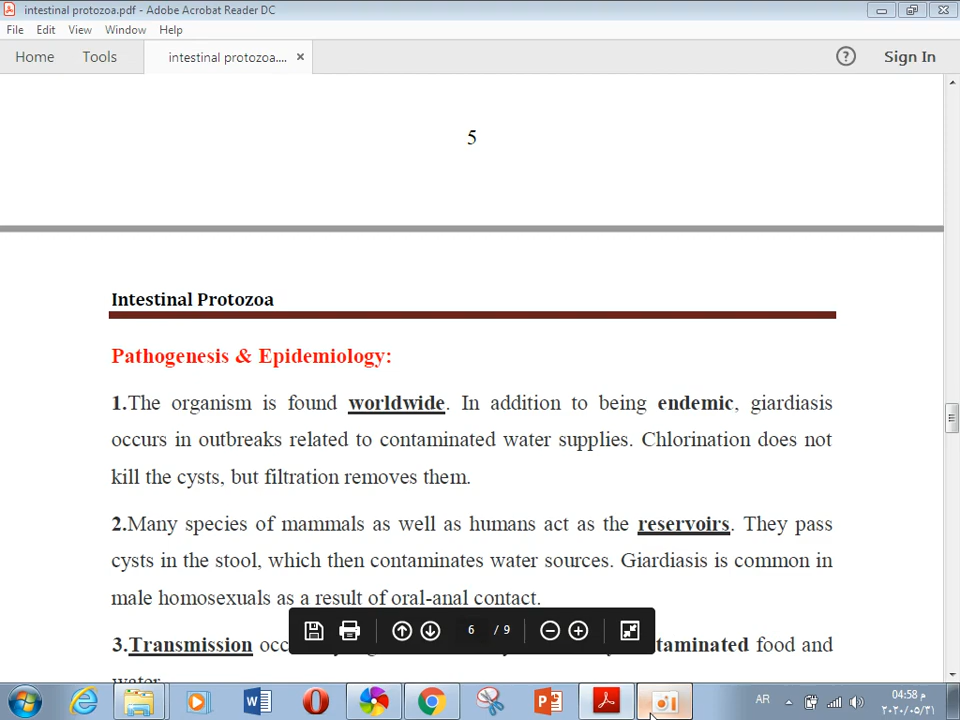 intestinal protozoa.pdf - Adobe Acrobat Reader DC
File Edit View Window Help
Home Tools intestinal protozoa.... Sign In
5
Intestinal Protozoa
Pathogenesis & Epidemiology:
1.The organism is found worldwide. In addition to being endemic, giardiasis
occurs in outbreaks related to contaminated water supplies. Chlorination does not
kill the cysts, but filtration removes them.
2.Many species of mammals as well as humans act as the reservoirs. They pass
cysts in the stool, which then contaminates water sources. Giardiasis is common in
male homosexuals as a result of oral-anal contact.
6 / 9
3.Transmission food and
water
AR
04:58 م
٢٠٢٠/٠٥/٣١